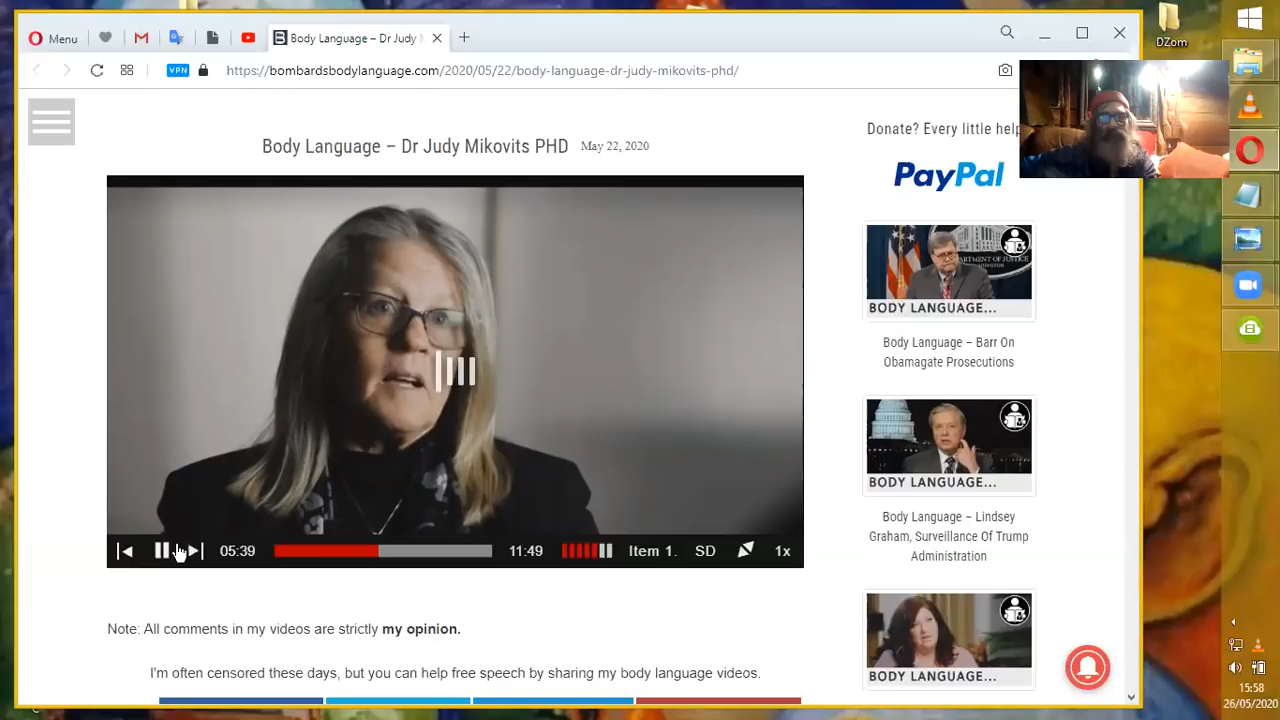 Menu
Body Language – Dr Judy M
DZom
VPN
https://bombardsbodylanguage.com/2020/05/22/body-language-dr-judy-mikovits-phd/
Body Language – Dr Judy Mikovits PHD May 22, 2020
Donate? Every little help
PayPal
DEPARTMENT OF JUSTICE
BODY LANGUAGE...
Body Language – Barr On
Obamagate Prosecutions
BODY LANGUAGE...
Body Language – Lindsey
Graham, Surveillance Of Trump
Administration
BODY LANGUAGE...
05:39
11:49
Item 1.
SD
1x
Note: All comments in my videos are strictly my opinion.
I'm often censored these days, but you can help free speech by sharing my body language videos.
15:58
26/05/2020